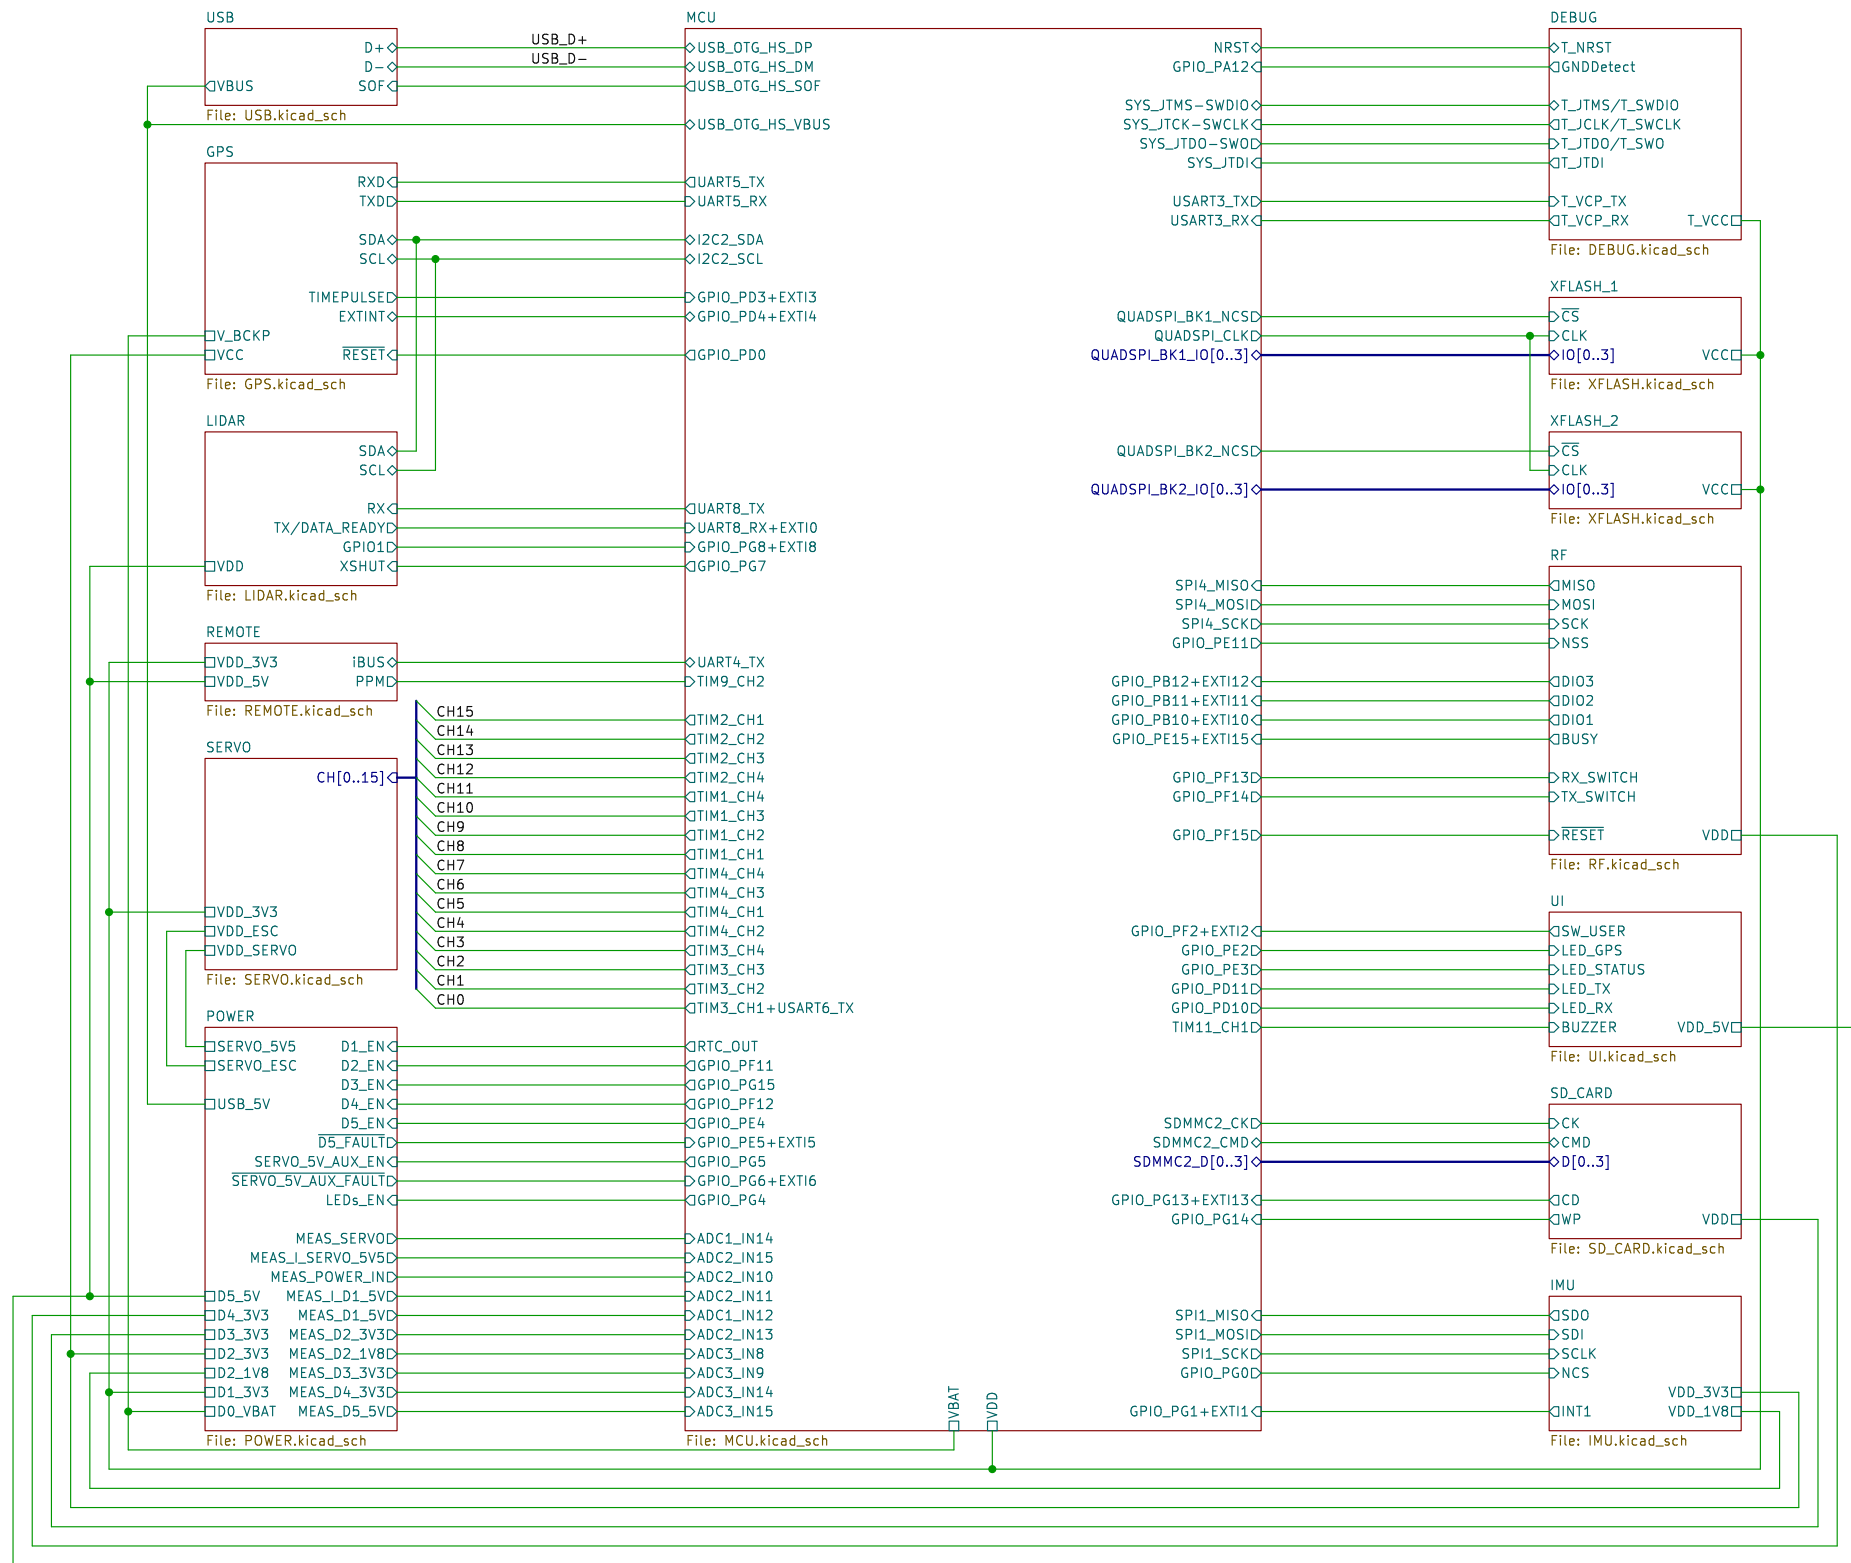 USB
D+
D-
VBUS
SOF
File: USB.kicad_sch
USB_D+
USB_D-
GPS
RXD
TXD
SDA
SCL
TIMEPULSE
EXTINT
V_BCKP
VCC
RESET
File: GPS.kicad_sch
LIDAR
SDA
SCL
RX
TX/DATA_READY
GPIO1
VDD
XSHUT
File: LIDAR.kicad_sch
REMOTE
VDD_3V3
iBUS
VDD_5V
PPM
File: REMOTE.kicad_sch
SERVO
CH[0..15]
VDD_3V3
VDD_ESC
VDD_SERVO
File: SERVO.kicad_sch
CH15
CH14
CH13
CH12
CH11
CH10
CH9
CH8
CH7
CH6
CH5
CH4
CH3
CH2
CH1
CH0
POWER
SERVO_5V5
D1_EN
SERVO_ESC
D2_EN
D3_EN
USB_5V
D4_EN
D5_EN
D5_FAULT
SERVO_5V_AUX_EN
SERVO_5V_AUX_FAULT
LEDs_EN
MEAS_SERVO
MEAS_I_SERVO_5V5
MEAS_POWER_IN
D5_5V
MEAS_I_D1_5V
D4_3V3
MEAS_D1_5V
D3_3V3
MEAS_D2_3V3
D2_3V3
MEAS_D2_1V8
D2_1V8
MEAS_D3_3V3
D1_3V3
MEAS_D4_3V3
D0_VBAT
MEAS_D5_5V
File: POWER.kicad_sch
MCU
USB_OTG_HS_DP
USB_OTG_HS_DM
USB_OTG_HS_SOF
USB_OTG_HS_VBUS
UART5_TX
UART5_RX
I2C2_SDA
I2C2_SCL
GPIO_PD3+EXTI3
GPIO_PD4+EXTI4
GPIO_PD0
UART8_TX
UART8_RX+EXTI0
GPIO_PG8+EXTI8
GPIO_PG7
UART4_TX
TIM9_CH2
TIM2_CH1
TIM2_CH2
TIM2_CH3
TIM2_CH4
TIM1_CH4
TIM1_CH3
TIM1_CH2
TIM1_CH1
TIM4_CH4
TIM4_CH3
TIM4_CH1
TIM4_CH2
TIM3_CH4
TIM3_CH3
TIM3_CH2
TIM3_CH1+USART6_TX
RTC_OUT
GPIO_PF11
GPIO_PG15
GPIO_PF12
GPIO_PE4
GPIO_PE5+EXTI5
GPIO_PG5
GPIO_PG6+EXTI6
GPIO_PG4
ADC1_IN14
ADC2_IN15
ADC2_IN10
ADC2_IN11
ADC1_IN12
ADC2_IN13
ADC3_IN8
ADC3_IN9
ADC3_IN14
ADC3_IN15
VBAT
VDD
File: MCU.kicad_sch
NRST
GPIO_PA12
SYS_JTMS-SWDIO
SYS_JTCK-SWCLK
SYS_JTDO-SWO
SYS_JTDI
USART3_TX
USART3_RX
QUADSPI_BK1_NCS
QUADSPI_CLK
QUADSPI_BK1_IO[0..3]
QUADSPI_BK2_NCS
QUADSPI_BK2_IO[0..3]
SPI4_MISO
SPI4_MOSI
SPI4_SCK
GPIO_PE11
GPIO_PB12+EXTI12
GPIO_PB11+EXTI11
GPIO_PB10+EXTI10
GPIO_PE15+EXTI15
GPIO_PF13
GPIO_PF14
GPIO_PF15
GPIO_PF2+EXTI2
GPIO_PE2
GPIO_PE3
GPIO_PD11
GPIO_PD10
TIM11_CH1
SDMMC2_CK
SDMMC2_CMD
SDMMC2_D[0..3]
GPIO_PG13+EXTI13
GPIO_PG14
SPI1_MISO
SPI1_MOSI
SPI1_SCK
GPIO_PG0
GPIO_PG1+EXTI1
DEBUG
T_NRST
GNDDetect
T_JTMS/T_SWDIO
T_JCLK/T_SWCLK
T_JTDO/T_SWO
T_JTDI
T_VCP_TX
T_VCP_RX
T_VCC
File: DEBUG.kicad_sch
XFLASH_1
CS
CLK
IO[0..3]
VCC
File: XFLASH.kicad_sch
XFLASH_2
CS
CLK
IO[0..3]
VCC
File: XFLASH.kicad_sch
RF
MISO
MOSI
SCK
NSS
DIO3
DIO2
DIO1
BUSY
RX_SWITCH
TX_SWITCH
RESET
VDD
File: RF.kicad_sch
UI
SW_USER
LED_GPS
LED_STATUS
LED_TX
LED_RX
BUZZER
VDD_5V
File: UI.kicad_sch
SD_CARD
CK
CMD
D[0..3]
CD
WP
VDD
File: SD_CARD.kicad_sch
IMU
SDO
SDI
SCLK
NCS
VDD_3V3
INT1
VDD_1V8
File: IMU.kicad_sch